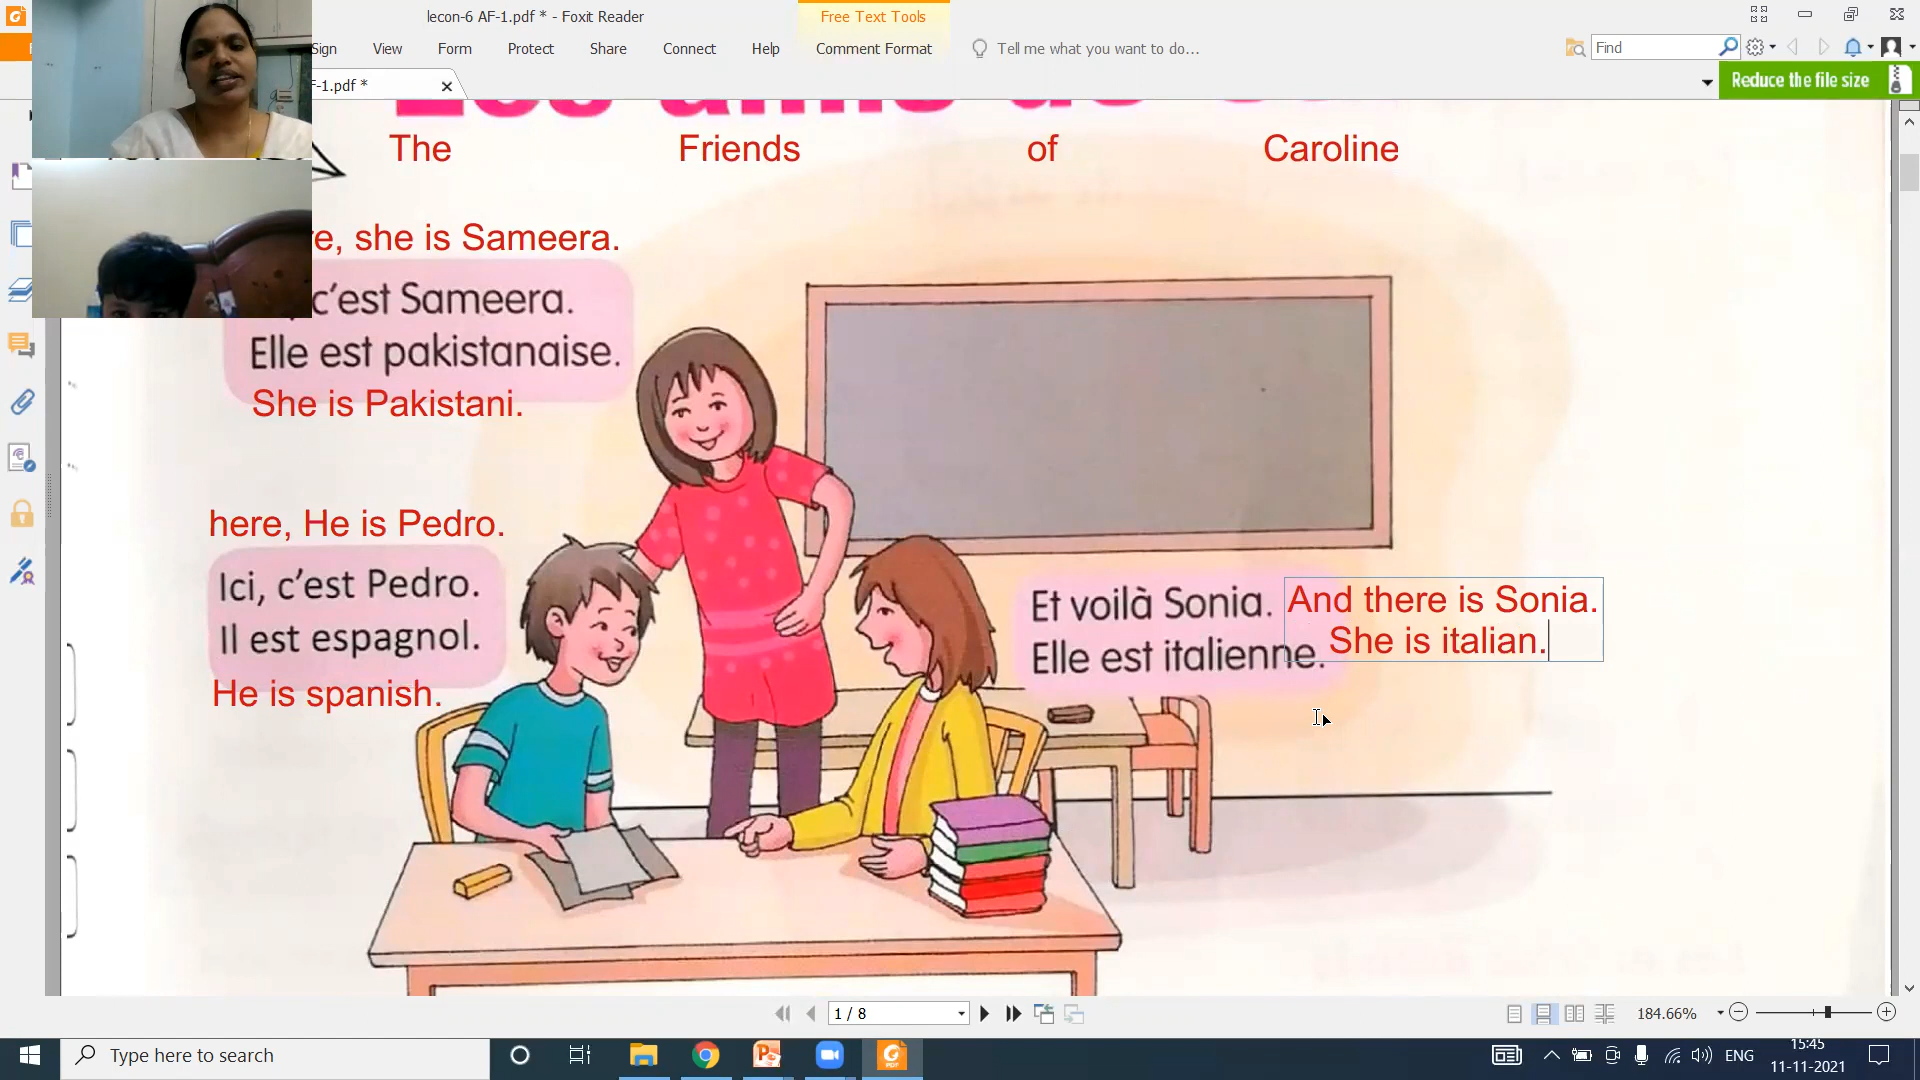 lecon-6 AF-1.pdf * - Foxit Reader
Free Text Tools
Sign View Form Protect Share Connect Help Comment Format Tell me what you want to do...
Find
F-1.pdf *
Reduce the file size
The Friends of Caroline
she is Sameera.
c'est Sameera.
Elle est pakistanaise.
She is Pakistani.
here, He is Pedro.
Ici, c'est Pedro.
Il est espagnol.
He is spanish.
Et voilà Sonia. And there is Sonia.
Elle est italienne. She is italian.
1 / 8
184.66%
Type here to search
ENG
15:45
11-11-2021